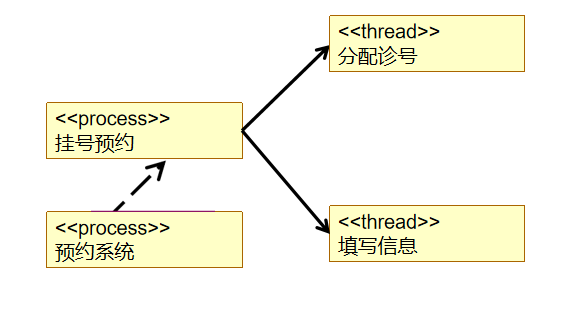 <<thread>>
分配诊号
<<process>>
挂号预约
<<process>>
预约系统
<<thread>>
填写信息